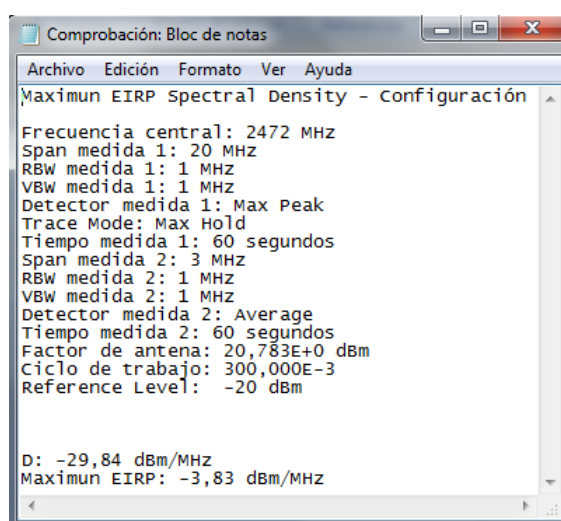 Comprobación: Bloc de notas
Archivo Edición Formato Ver Ayuda
Maximun EIRP Spectral Density - Configuración
Frecuencia central: 2472 MHz
Span medida 1: 20 MHz
RBW medida 1: 1 MHz
VBW medida 1: 1 MHz
Detector medida 1: Max Peak
Trace Mode: Max Hold
Tiempo medida 1: 60 segundos
Span medida 2: 3 MHz
RBW medida 2: 1 MHz
VBW medida 2: 1 MHz
Detector medida 2: Average
Tiempo medida 2: 60 segundos
Factor de antena: 20,783E+0 dBm
Ciclo de trabajo: 300,000E-3
Reference Level:  -20 dBm
D: -29,84 dBm/MHz
Maximun EIRP: -3,83 dBm/MHz